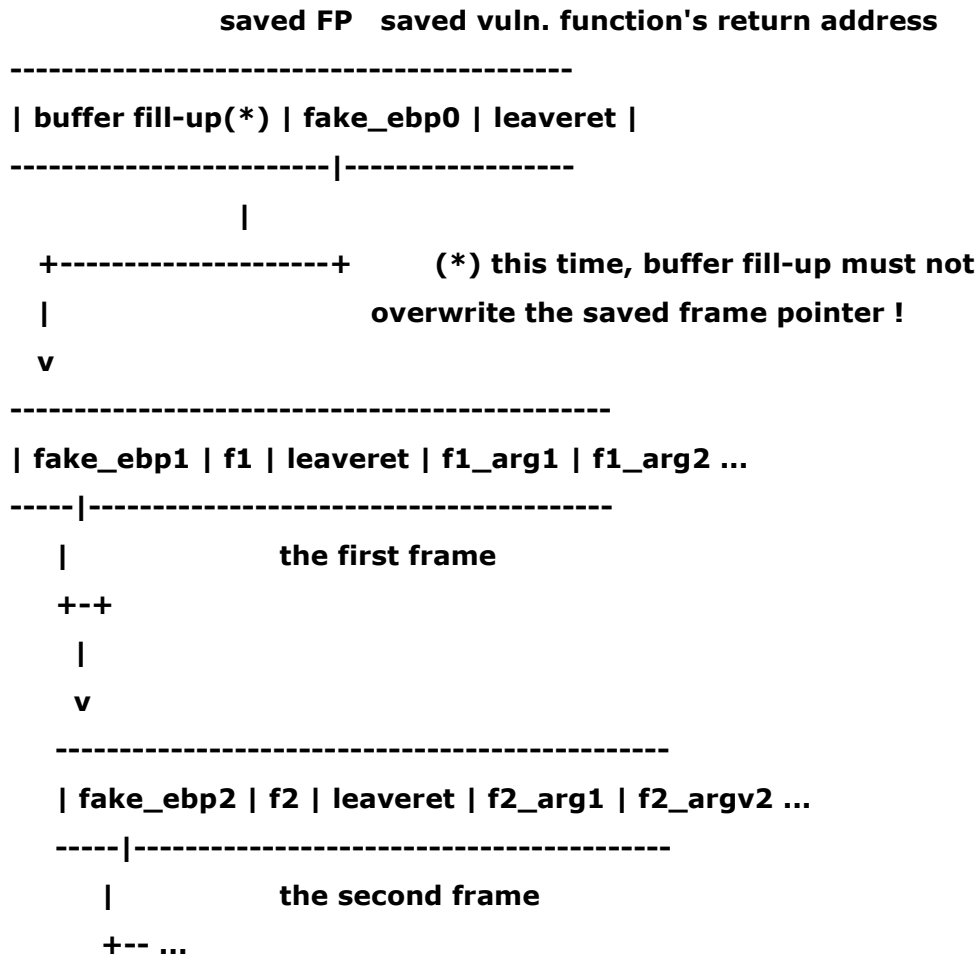 saved FP saved vuln. function's return address
--------------------------------------------
| buffer fill-up(*) | fake_ebp0 | leaveret |
-------------------------|------------------
|
+---------------------+ (*) this time, buffer fill-up must not
| overwrite the saved frame pointer !
v
-----------------------------------------------
| fake_ebp1 | f1 | leaveret | f1_arg1 | f1_arg2 ...
-----|-----------------------------------------
| the first frame
+-+
|
v
------------------------------------------------
| fake_ebp2 | f2 | leaveret | f2_arg1 | f2_argv2 ...
-----|------------------------------------------
| the second frame
+-- ...